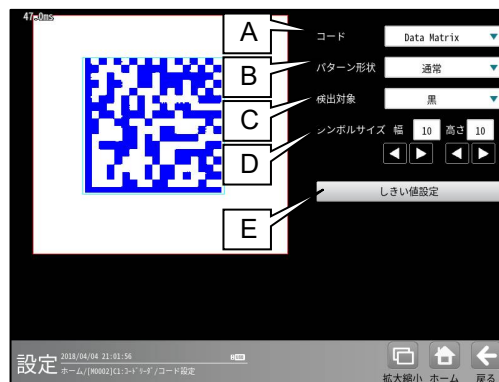 47.0ms
A
コード
Data Matrix
B
パターン形状
通常
C
検出対象
黒
シンボルサイズ 幅 10 高さ 10
D
E
しきい値設定
設定
2018/04/04 21:01:56
ホーム/[M0002]C1:コードリーダ/コード設定
拡大縮小 ホーム 戻る